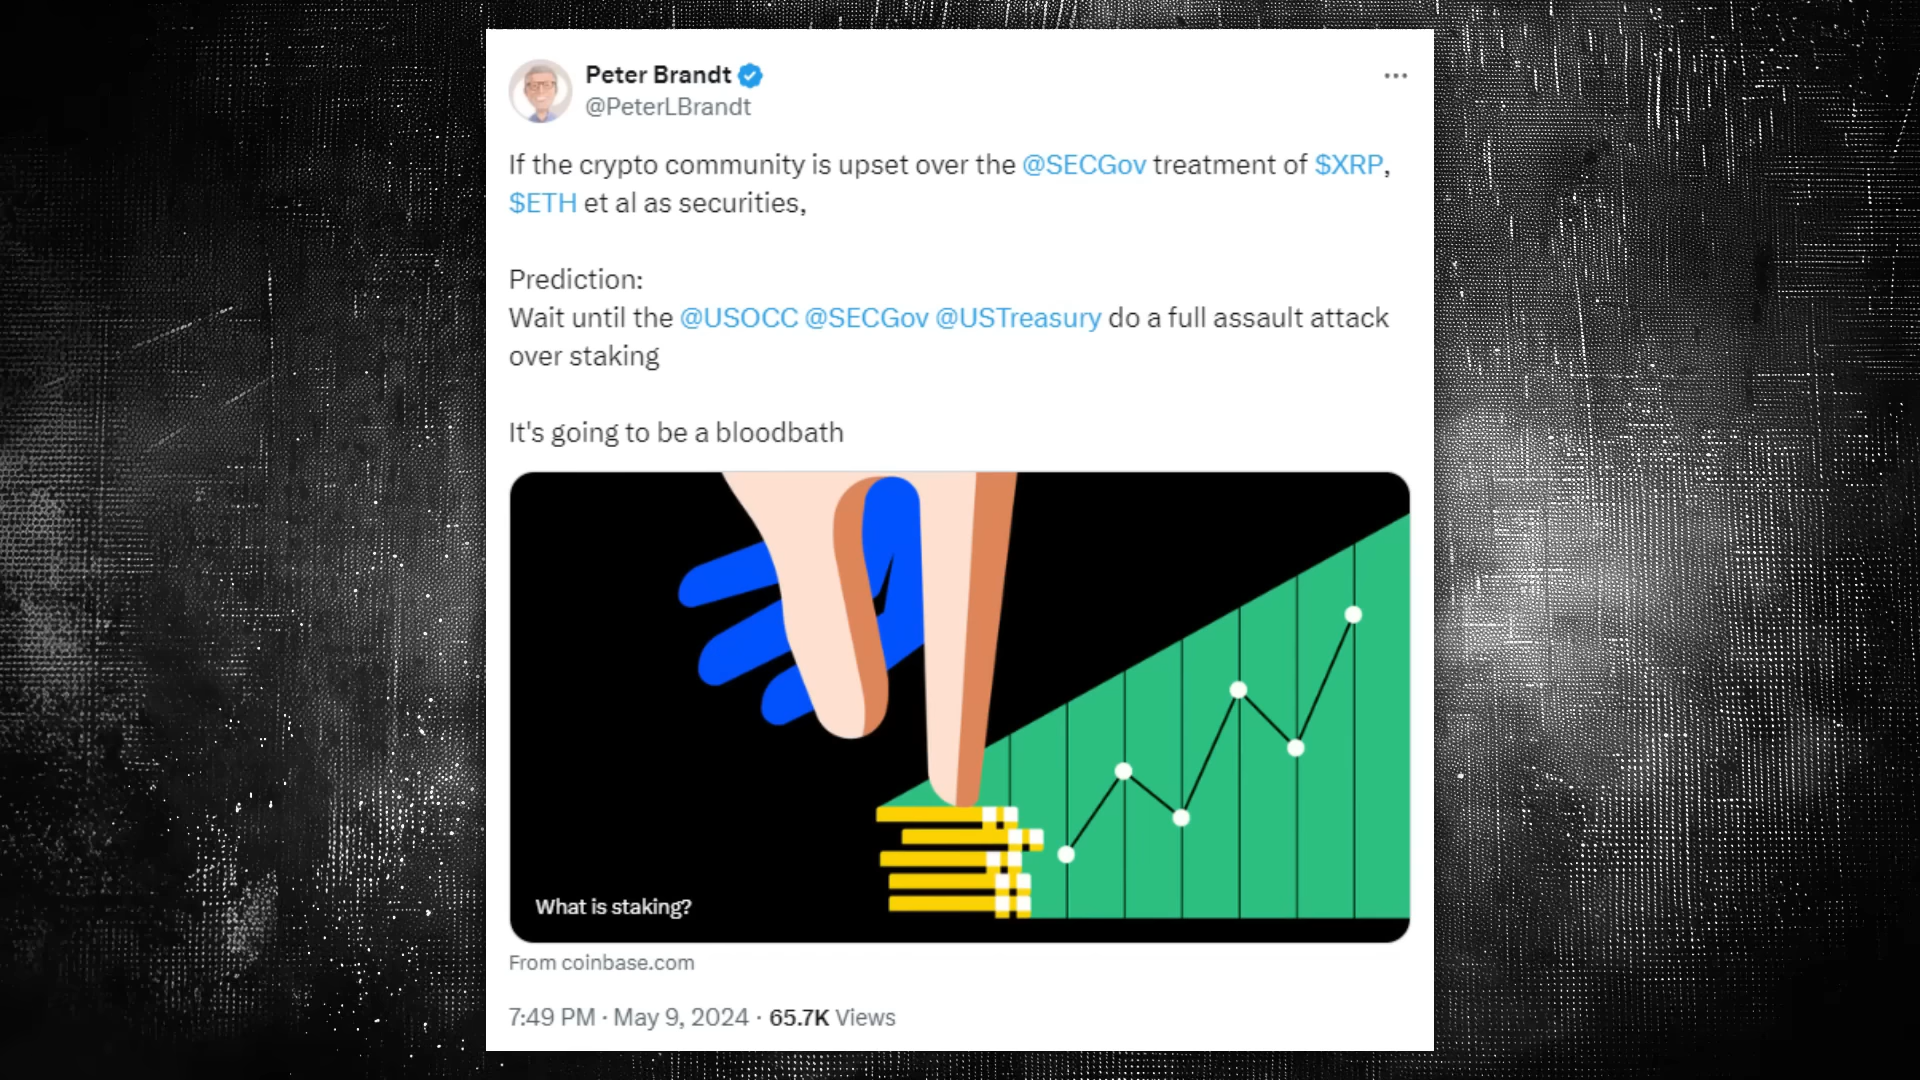 Peter Brandt
@PeterLBrandt
If the crypto community is upset over the @SECGov treatment of $XRP,
$ETH et al as securities,
Prediction:
Wait until the @USOCC @SECGov @USTreasury do a full assault attack
over staking
It's going to be a bloodbath
What is staking?
From coinbase.com
7:49 PM · May 9, 2024 · 65.7K Views